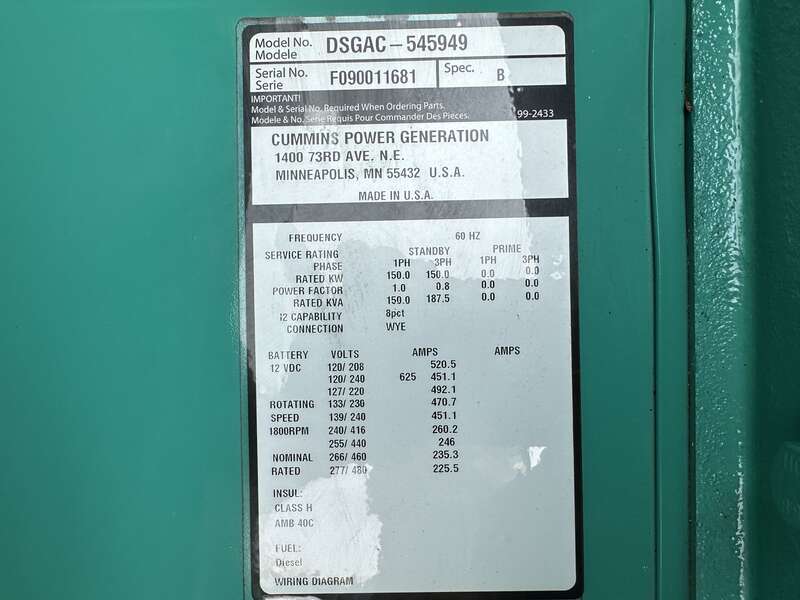 Model No. DSGAC-545949
Modele
Serial No. F090011681 Spec. B
Serie
IMPORTANT!
Model & Serial No. Required When Ordering Parts.
Modele & No. Serie Requis Pour Commander Des Pieces. 99-2433
CUMMINS POWER GENERATION
1400 73RD AVE. N.E.
MINNEAPOLIS, MN 55432 U.S.A.
MADE IN U.S.A.
FREQUENCY 60 HZ
SERVICE RATING STANDBY PRIME
PHASE 1PH 3PH 1PH 3PH
RATED KW 150.0 150.0 0.0 0.0
POWER FACTOR 1.0 0.8 0.0 0.0
RATED KVA 150.0 187.5 0.0 0.0
I2 CAPABILITY 8pct
CONNECTION WYE
BATTERY VOLTS AMPS AMPS
12 VDC 120/ 208 520.5
120/ 240 625 451.1
127/ 220 492.1
ROTATING 133/ 230 470.7
SPEED 139/ 240 451.1
1800RPM 240/ 416 260.2
255/ 440 246
NOMINAL 266/ 460 235.3
RATED 277/ 480 225.5
INSUL:
CLASS H
AMB 40C
FUEL:
Diesel
WIRING DIAGRAM